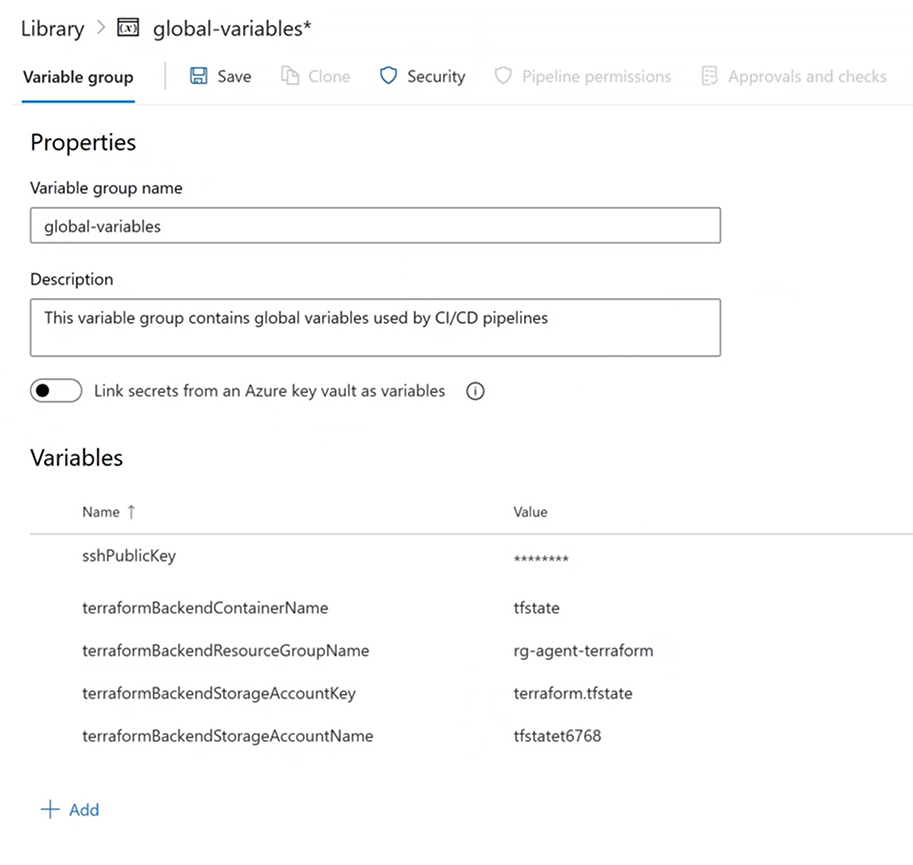 Library > global-variables*
Variable group Save Clone Security Pipeline permissions Approvals and checks
Properties
Variable group name
global-variables
Description
This variable group contains global variables used by CI/CD pipelines
Link secrets from an Azure key vault as variables
Variables
Name ↑ Value
sshPublicKey ********
terraformBackendContainerName tfstate
terraformBackendResourceGroupName rg-agent-terraform
terraformBackendStorageAccountKey terraform.tfstate
terraformBackendStorageAccountName tfstatet6768
+ Add